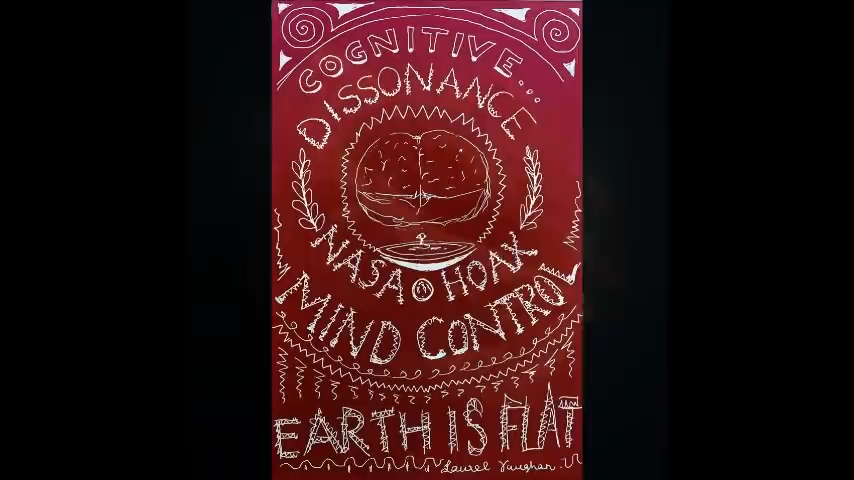 COGNITIVE...
DISSONANCE
NASA HOAX
MIND CONTROL
EARTH IS FLAT
Laurel Vaughan